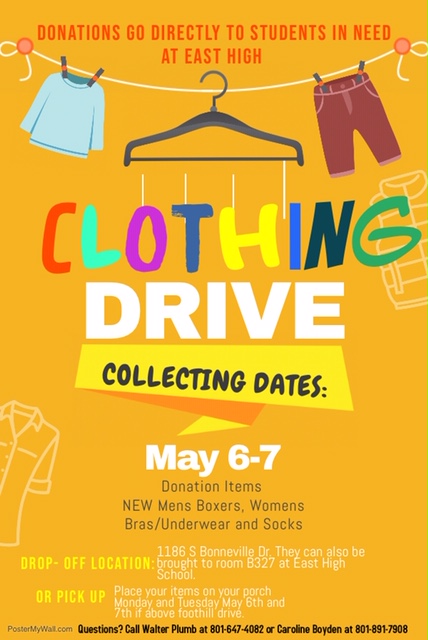 DONATIONS GO DIRECTLY TO STUDENTS IN NEED
AT EAST HIGH
CLOTHING
DRIVE
COLLECTING DATES:
May 6-7
Donation Items
NEW Mens Boxers, Womens
Bras/Underwear and Socks
DROP- OFF LOCATION: 1186 S Bonneville Dr. They can also be
brought to room B327 at East High
School.
OR PICK UP Place your items on your porch
Monday and Tuesday May 6th and
7th if above foothill drive.
PosterMyWall.com Questions? Call Walter Plumb at 801-647-4082 or Caroline Boyden at 801-891-7908